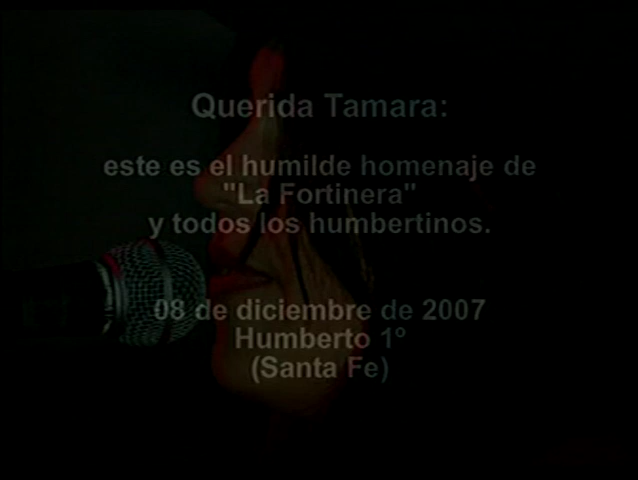 Querida Tamara:
este es el humilde homenaje de
"La Fortinera"
y todos los humbertinos.
08 de diciembre de 2007
Humberto 1º
(Santa Fe)